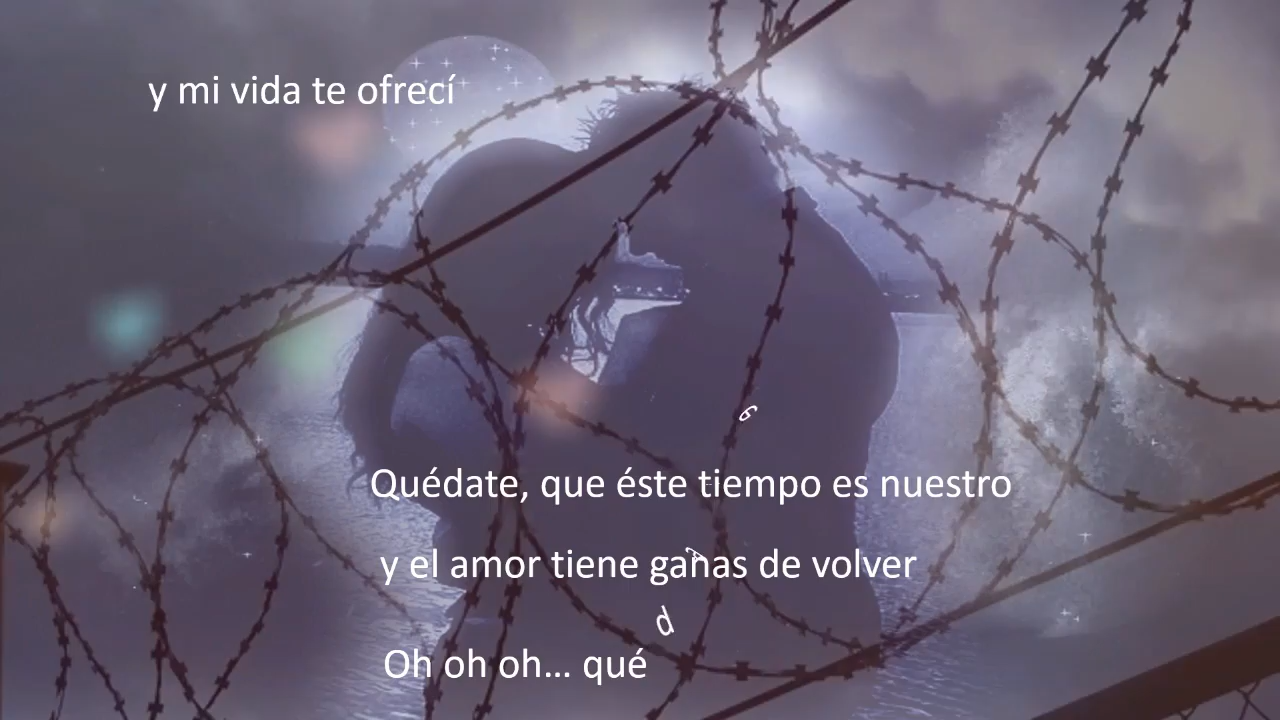 y mi vida te ofrecí
Quédate, que éste tiempo es nuestro
y el amor tiene ganas de volver
Oh oh oh... qué
d